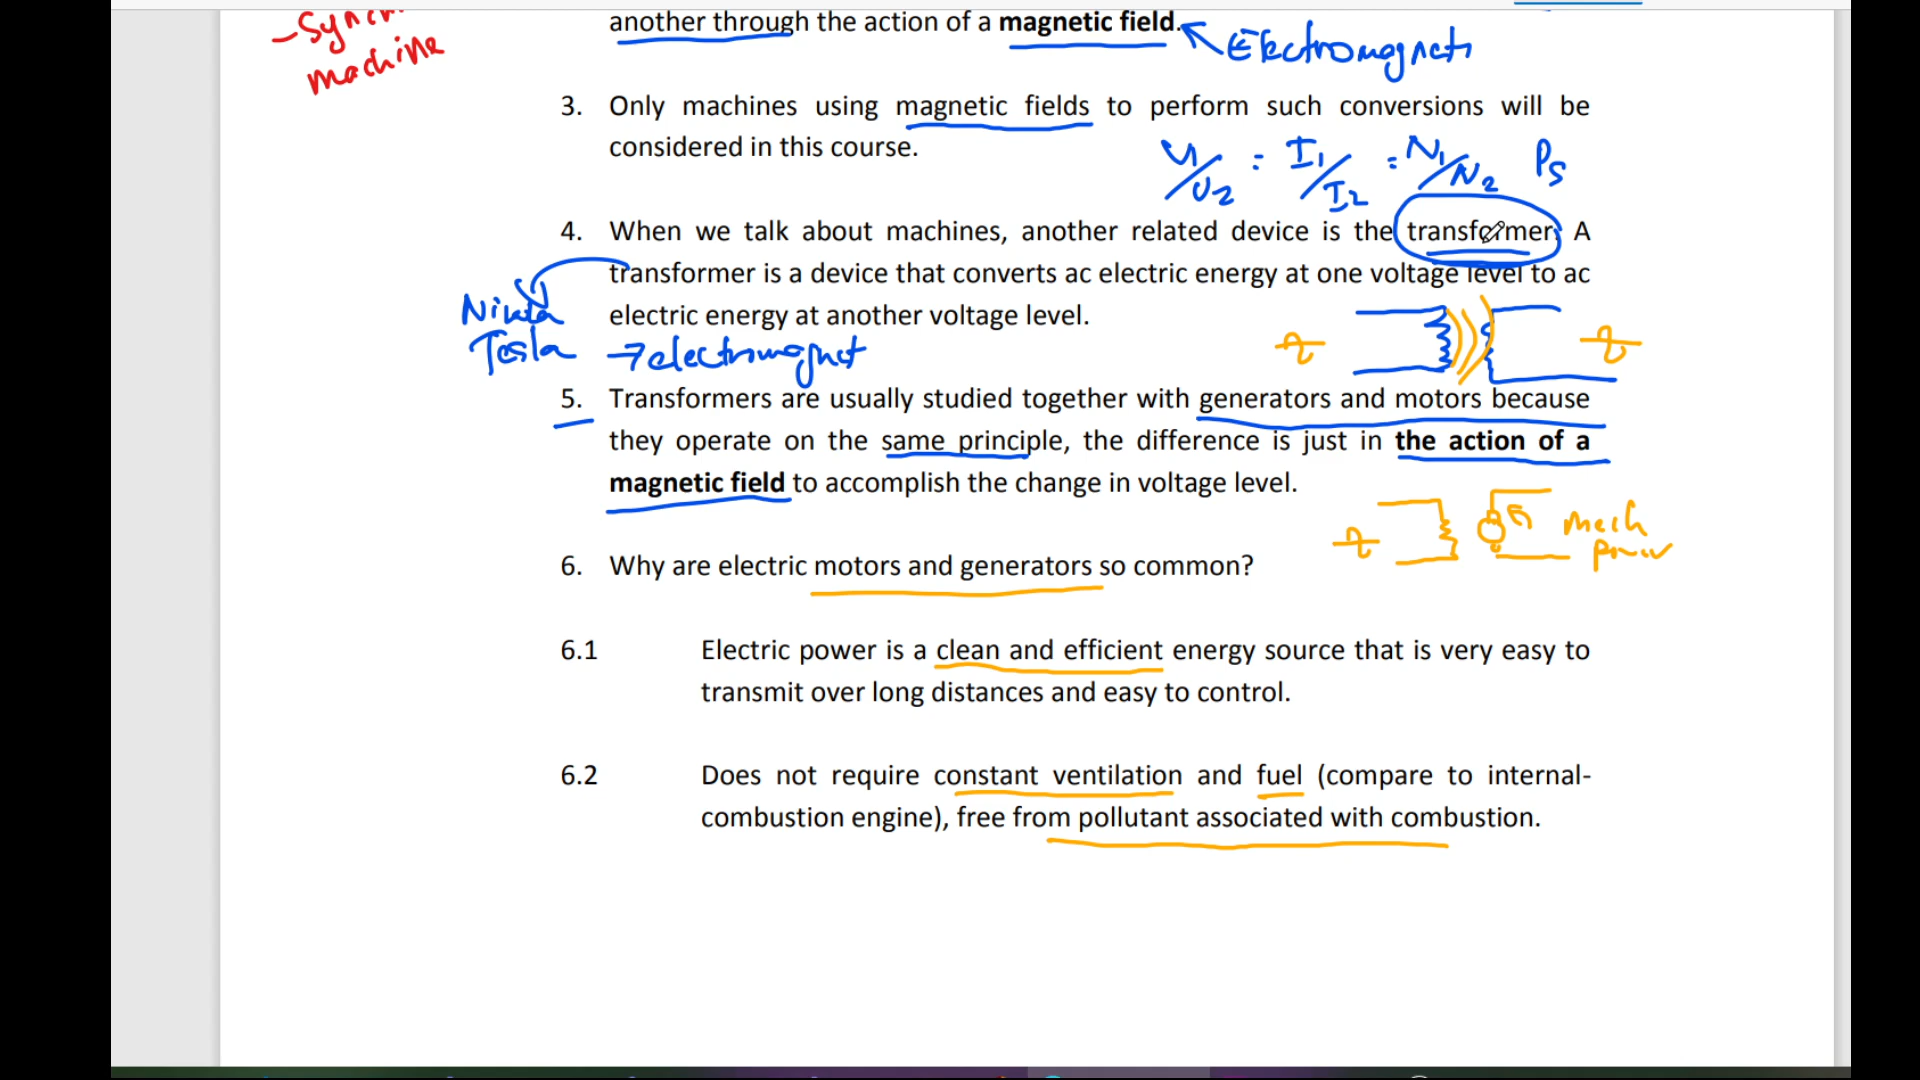 - Synch
machine
another through the action of a magnetic field.
Electromagnets
3. Only machines using magnetic fields to perform such conversions will be
considered in this course.
V1/V2 = I1/I2 = N1/N2 Ps
4. When we talk about machines, another related device is the transformer. A
transformer is a device that converts ac electric energy at one voltage level to ac
electric energy at another voltage level.
Nikola
Tesla → electromagnet
5. Transformers are usually studied together with generators and motors because
they operate on the same principle, the difference is just in the action of a
magnetic field to accomplish the change in voltage level.
mech
power
6. Why are electric motors and generators so common?
6.1 Electric power is a clean and efficient energy source that is very easy to
transmit over long distances and easy to control.
6.2 Does not require constant ventilation and fuel (compare to internal-
combustion engine), free from pollutant associated with combustion.